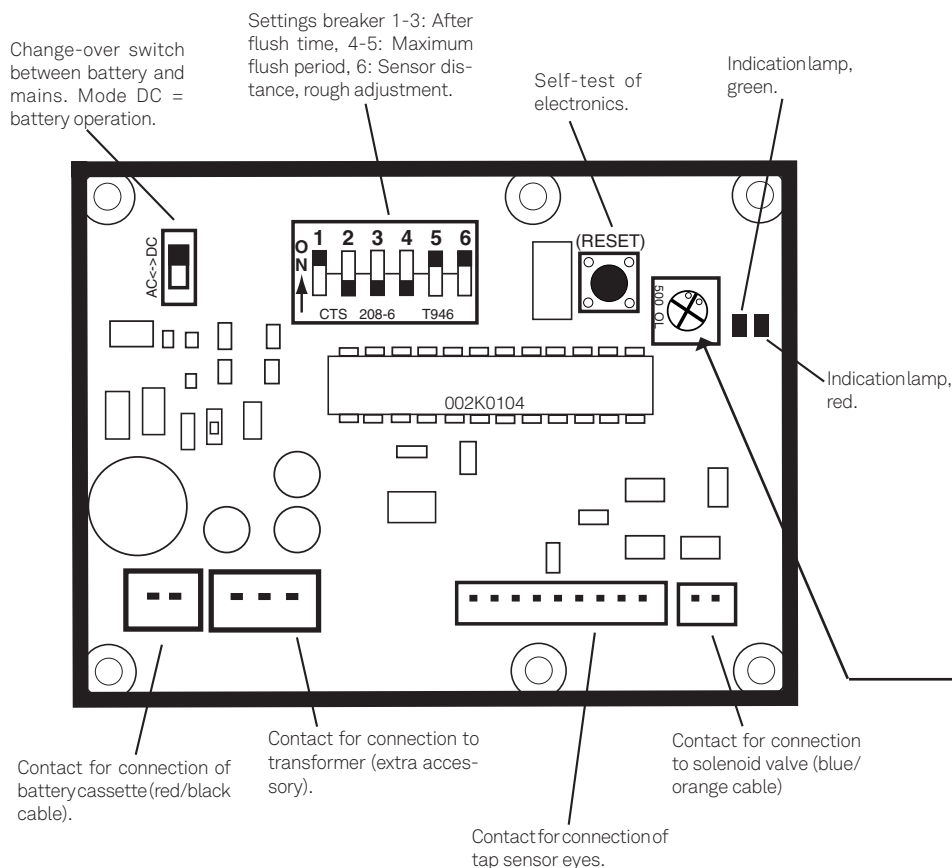 Settings breaker 1-3: After
flush time, 4-5: Maximum
flush period, 6: Sensor dis-
tance, rough adjustment.
Change-over switch
between battery and
mains. Mode DC =
battery operation.
Self-test of
electronics.
Indication lamp,
green.
AC<->DC
ON
1 2 3 4 5 6
CTS 208-6 T946
(RESET)
500 OL
Indication lamp,
red.
002K0104
Contact for connection of
battery cassette (red/black
cable).
Contact for connection to
transformer (extra acces-
sory).
Contact for connection of
tap sensor eyes.
Contact for connection
to solenoid valve (blue/
orange cable)